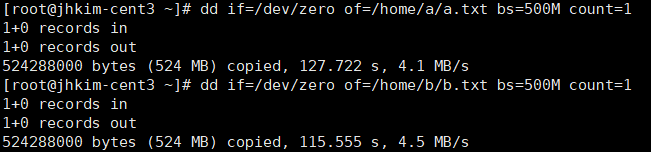 [root@jhkim-cent3 ~]# dd if=/dev/zero of=/home/a/a.txt bs=500M count=1
1+0 records in
1+0 records out
524288000 bytes (524 MB) copied, 127.722 s, 4.1 MB/s
[root@jhkim-cent3 ~]# dd if=/dev/zero of=/home/b/b.txt bs=500M count=1
1+0 records in
1+0 records out
524288000 bytes (524 MB) copied, 115.555 s, 4.5 MB/s